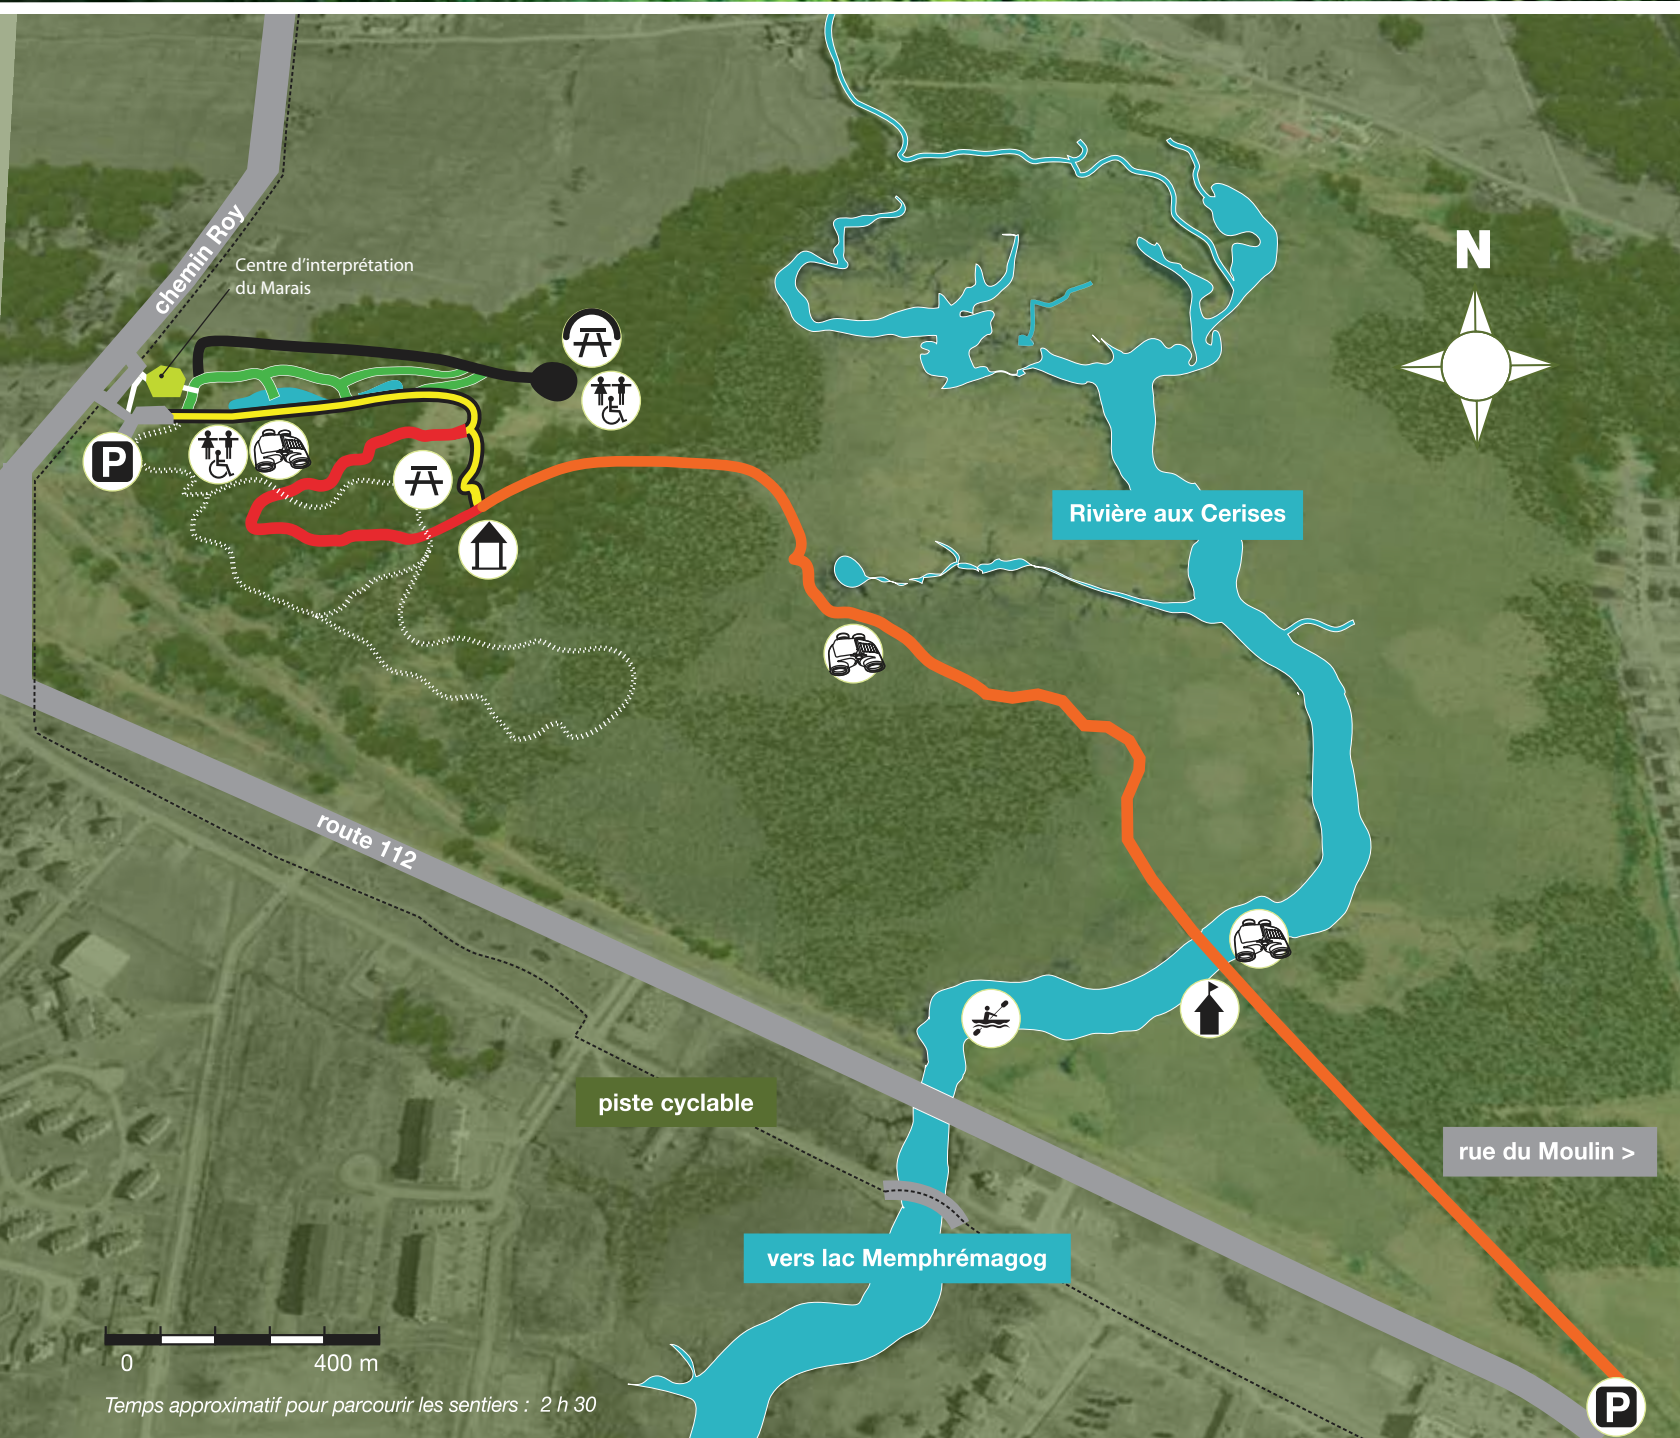 N
chemin Roy
Centre d'interprétation
du Marais
P
Rivière aux Cerises
route 112
piste cyclable
rue du Moulin >
vers lac Memphrémagog
0 400 m
Temps approximatif pour parcourir les sentiers : 2 h 30
P